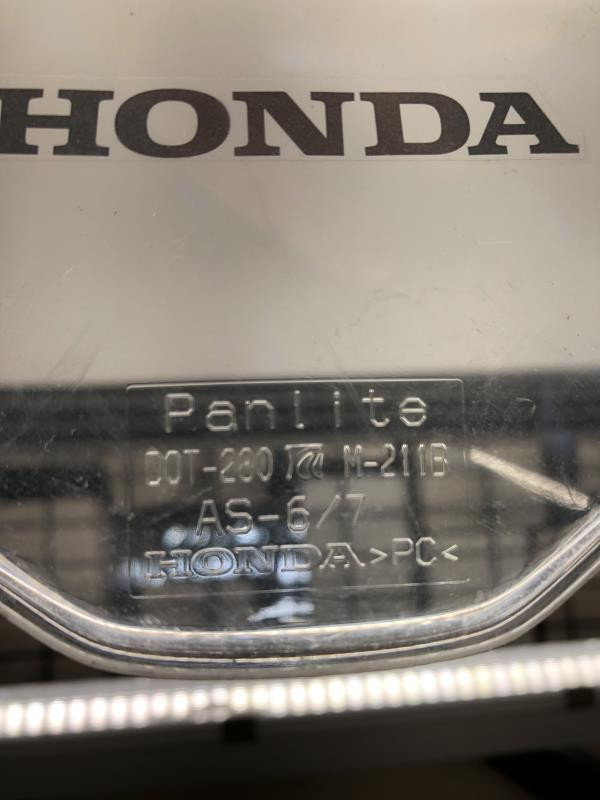 HONDA
Panlite
DOT-280 M-211B
AS-6/7
HONDA >PC<